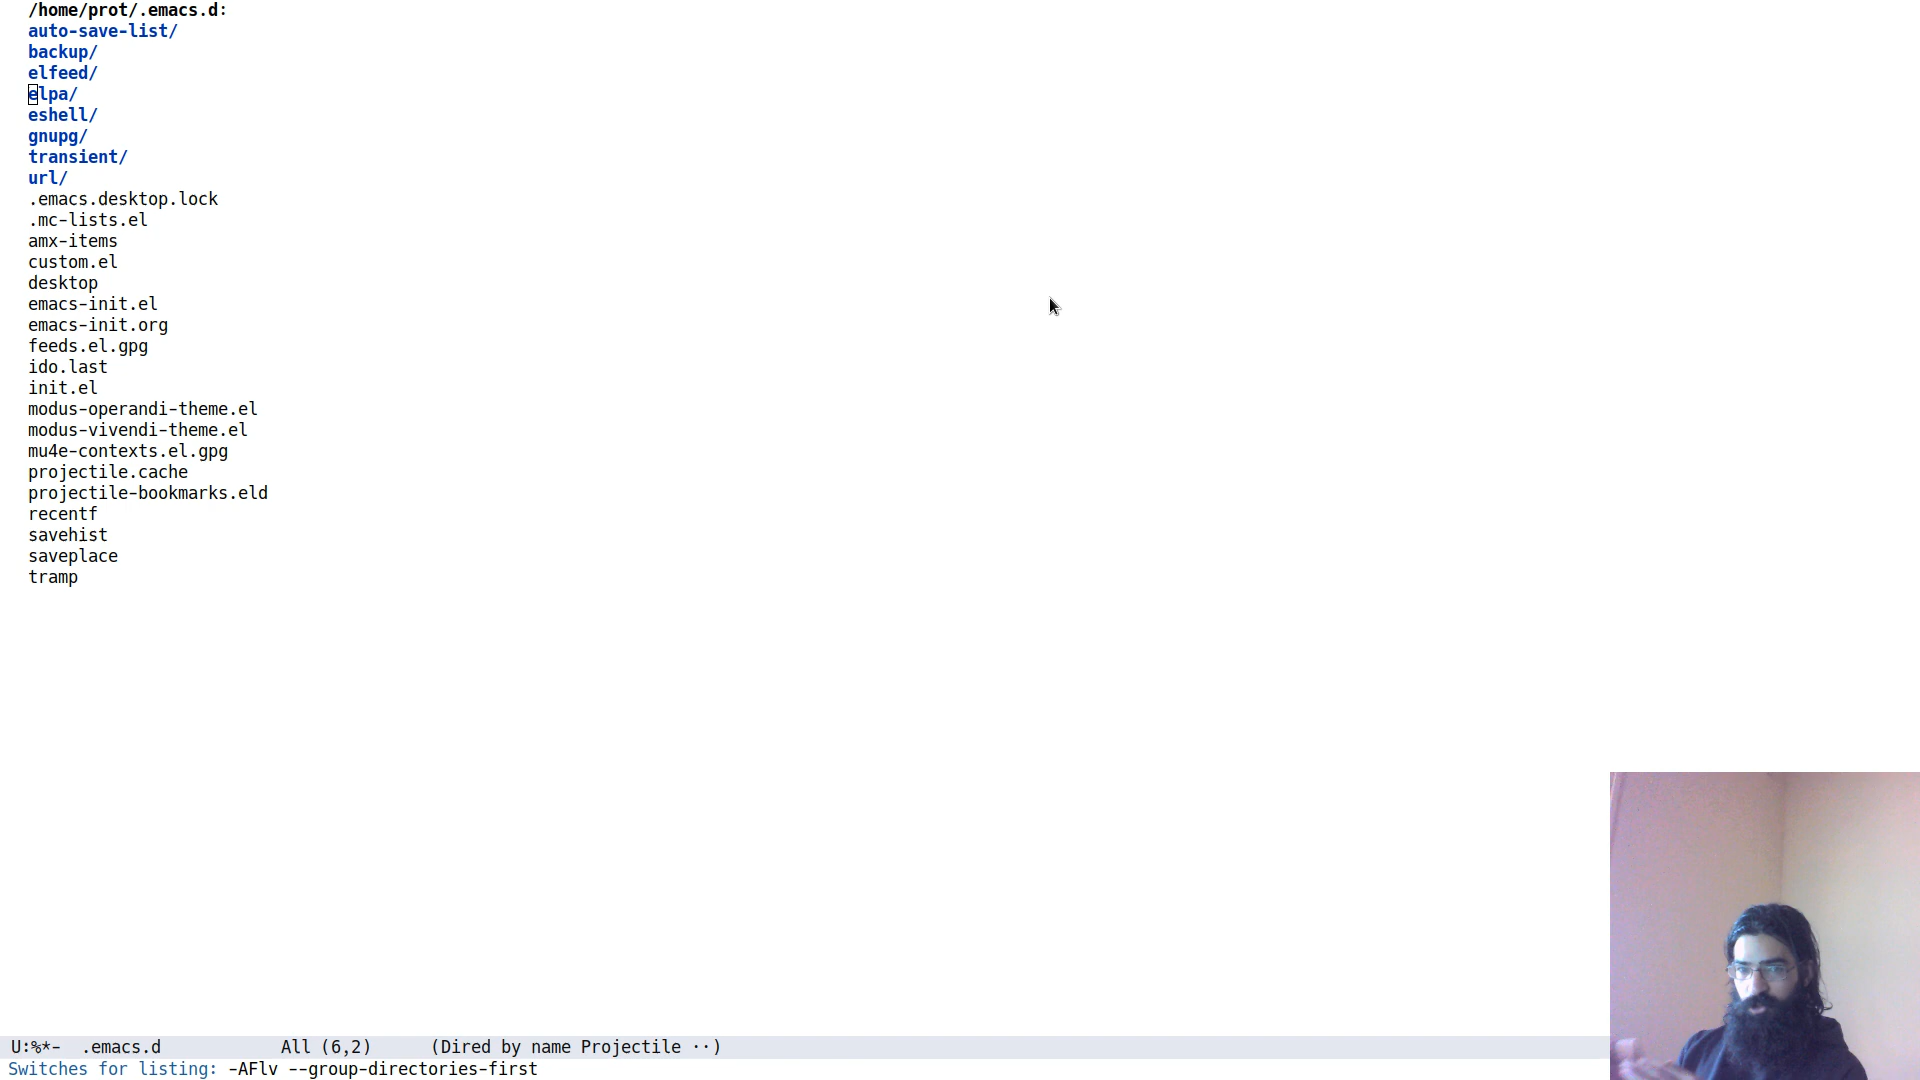 /home/prot/.emacs.d:
auto-save-list/
backup/
elfeed/
elpa/
eshell/
gnupg/
transient/
url/
.emacs.desktop.lock
.mc-lists.el
amx-items
custom.el
desktop
emacs-init.el
emacs-init.org
feeds.el.gpg
ido.last
init.el
modus-operandi-theme.el
modus-vivendi-theme.el
mu4e-contexts.el.gpg
projectile.cache
projectile-bookmarks.eld
recentf
savehist
saveplace
tramp
U:%*-  .emacs.d            All (6,2)      (Dired by name Projectile ··)
Switches for listing: -AFlv --group-directories-first